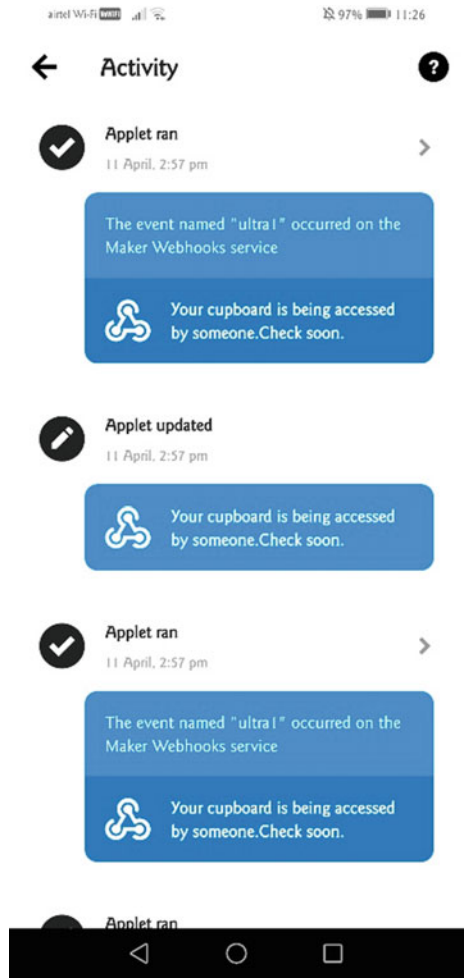 airtel Wi-Fi WiFi 97% 11:26
Activity
Applet ran
11 April, 2:57 pm
The event named "ultra1" occurred on the
Maker Webhooks service
Your cupboard is being accessed
by someone.Check soon.
Applet updated
11 April, 2:57 pm
Your cupboard is being accessed
by someone.Check soon.
Applet ran
11 April, 2:57 pm
The event named "ultra1" occurred on the
Maker Webhooks service
Your cupboard is being accessed
by someone.Check soon.
Applet ran